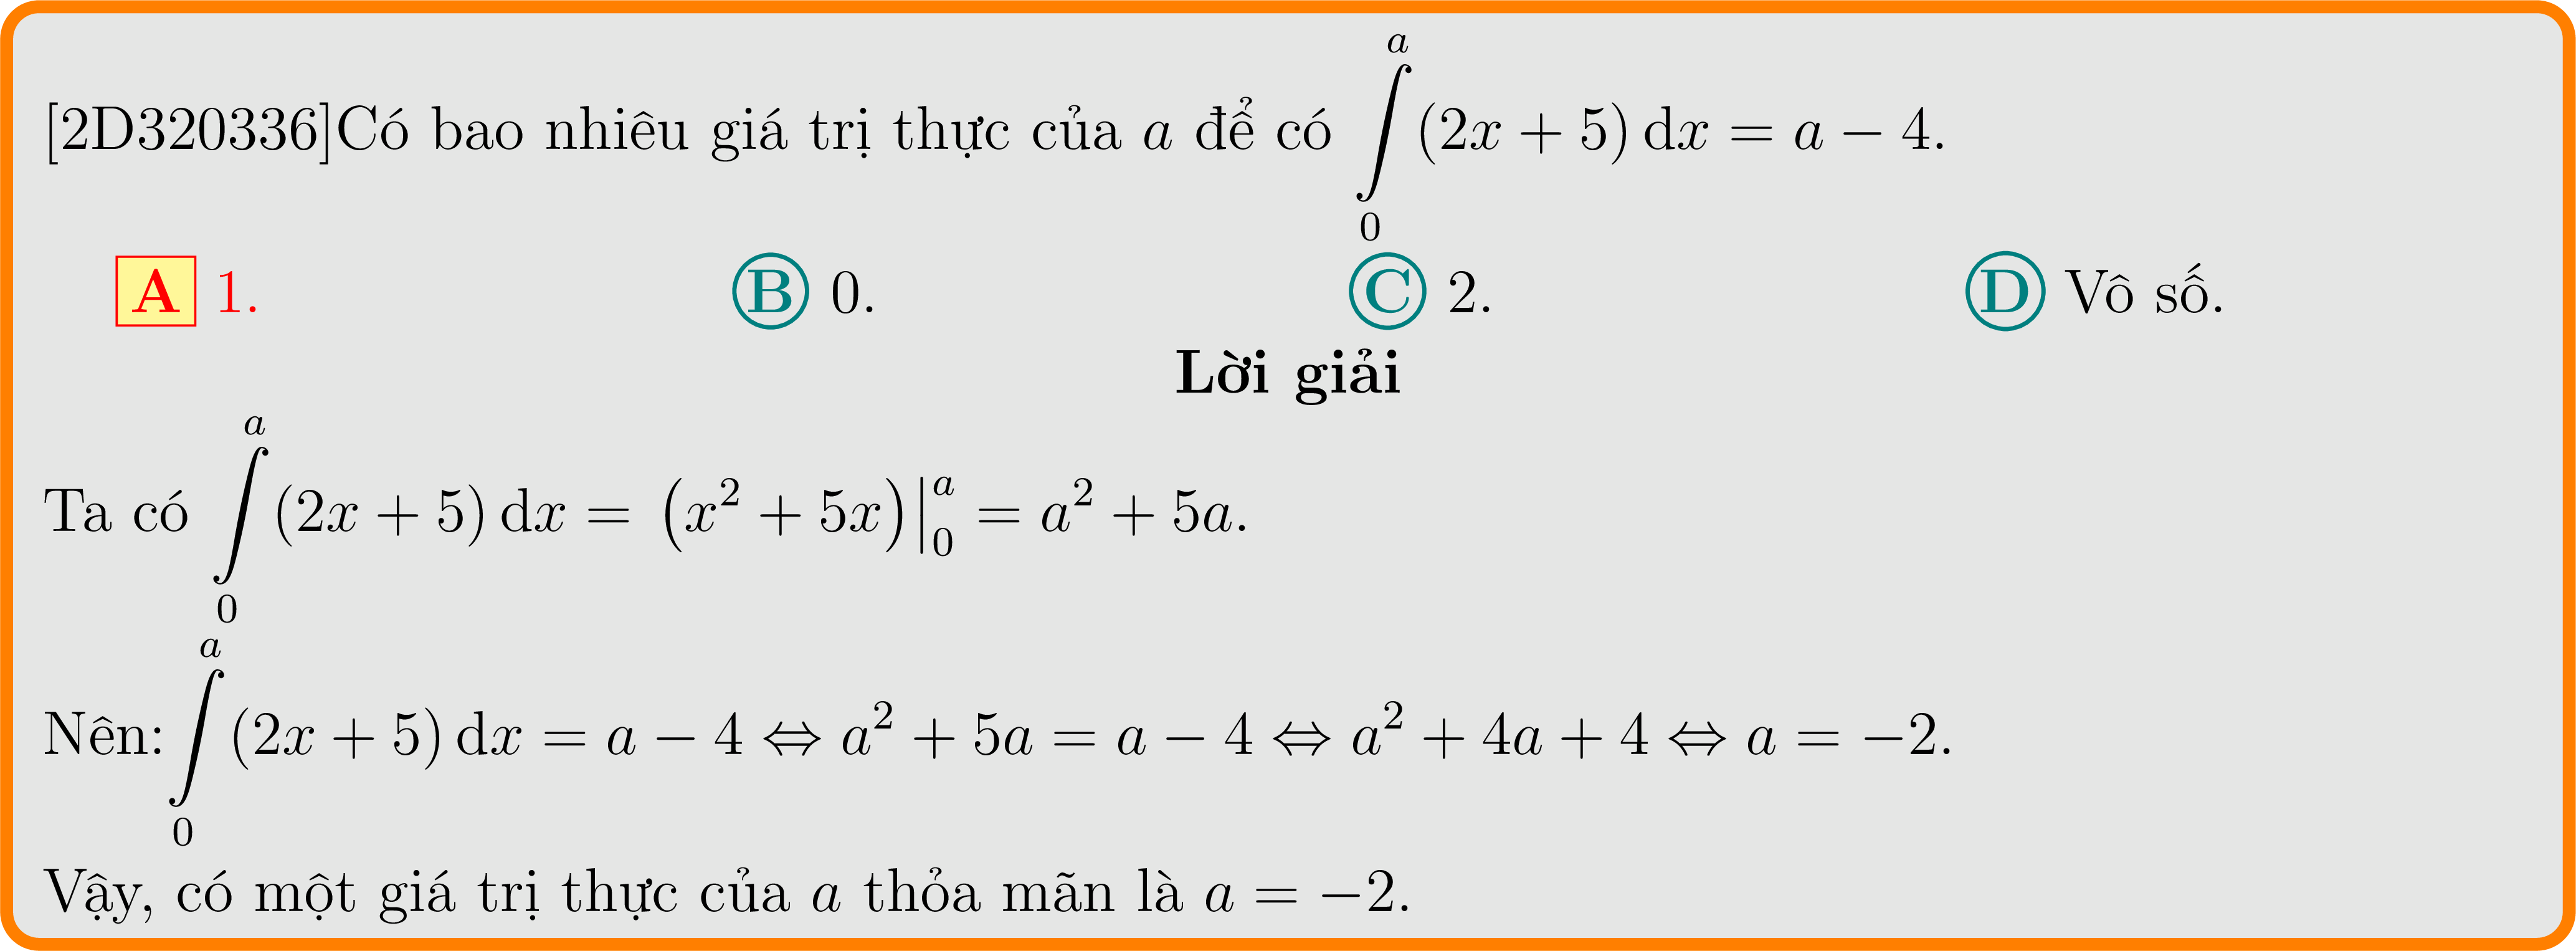 [2D320336]Có bao nhiêu giá trị thực của $a$ để có $\int\limits_0^a (2x+5)\,\mathrm{d}x = a-4$.
A 1. B 0. C 2. D Vô số.
Lời giải
Ta có $\int\limits_0^a (2x+5)\,\mathrm{d}x = \left(x^2+5x\right)\Big|_0^a = a^2+5a$.
Nên: $\int\limits_0^a (2x+5)\,\mathrm{d}x = a-4 \Leftrightarrow a^2+5a = a-4 \Leftrightarrow a^2+4a+4 \Leftrightarrow a = -2$.
Vậy, có một giá trị thực của $a$ thỏa mãn là $a = -2$.